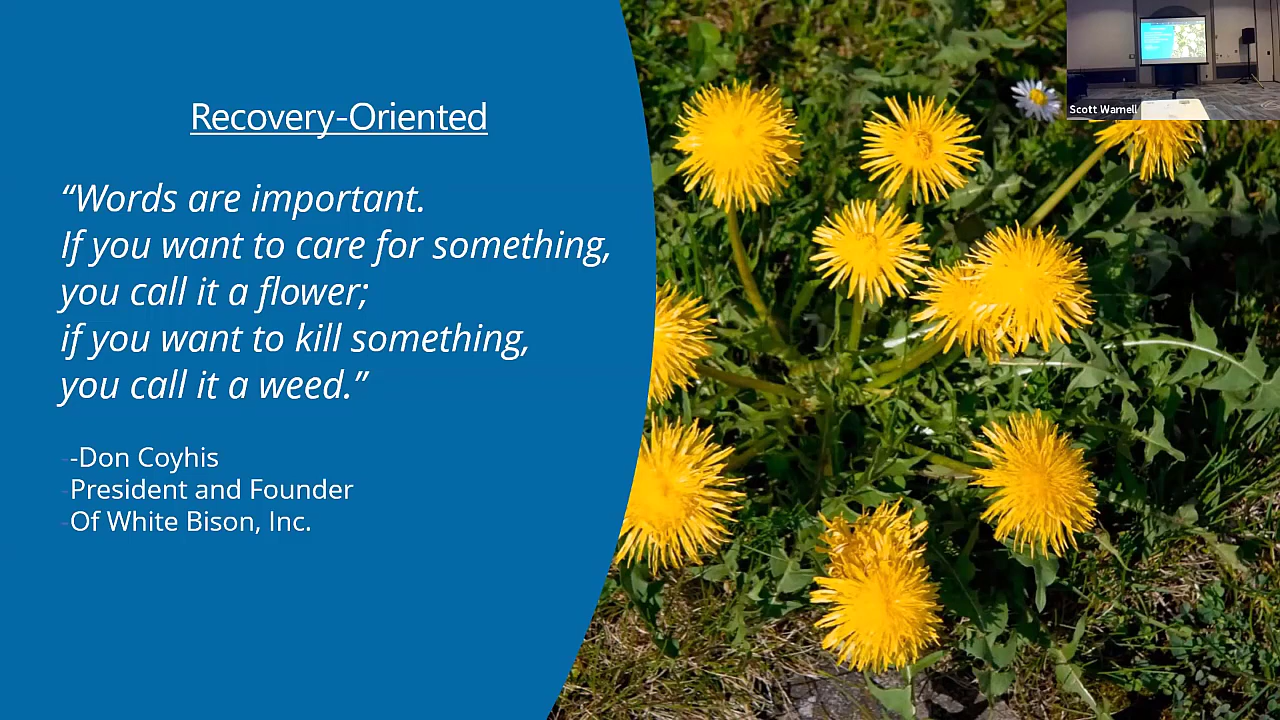 Recovery-Oriented
“Words are important.
If you want to care for something,
you call it a flower;
if you want to kill something,
you call it a weed.”
--Don Coyhis
-President and Founder
-Of White Bison, Inc.
Scott Warnell